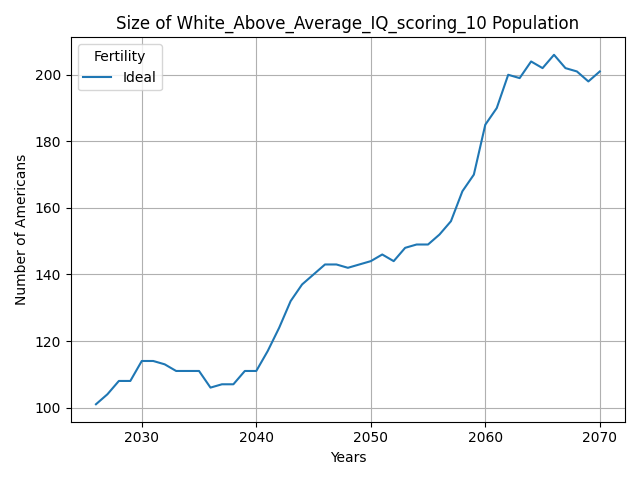 Size of White_Above_Average_IQ_scoring_10 Population
Fertility
Ideal
Number of Americans
200
180
160
140
120
100
2030
2040
2050
2060
2070
Years